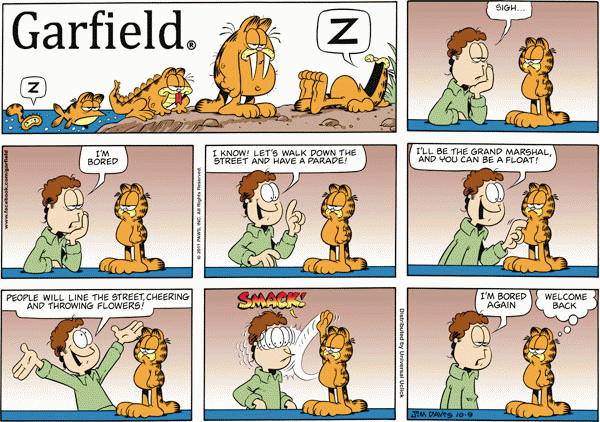 Garfield®
Z
Z
SIGH...
www.facebook.com/garfield
I'M
BORED
© 2011 PAWS, INC. All Rights Reserved.
I KNOW! LET'S WALK DOWN THE
STREET AND HAVE A PARADE!
I'LL BE THE GRAND MARSHAL,
AND YOU CAN BE A FLOAT!
PEOPLE WILL LINE THE STREET, CHEERING
AND THROWING FLOWERS!
SMACK!
Distributed by Universal Uclick
I'M BORED
AGAIN
WELCOME
BACK
JIM DAVIS 10-9